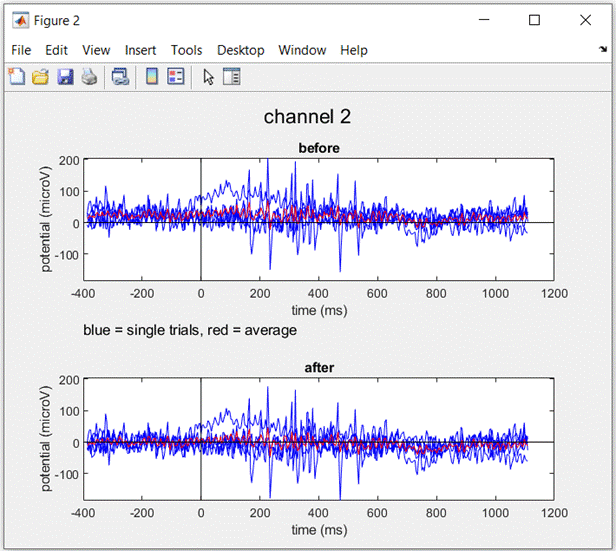 Figure 2
File Edit View Insert Tools Desktop Window Help
channel 2
before
200
100
0
-100
potential (microV)
-400 -200 0 200 400 600 800 1000 1200
time (ms)
blue = single trials, red = average
after
200
100
0
-100
potential (microV)
-400 -200 0 200 400 600 800 1000 1200
time (ms)